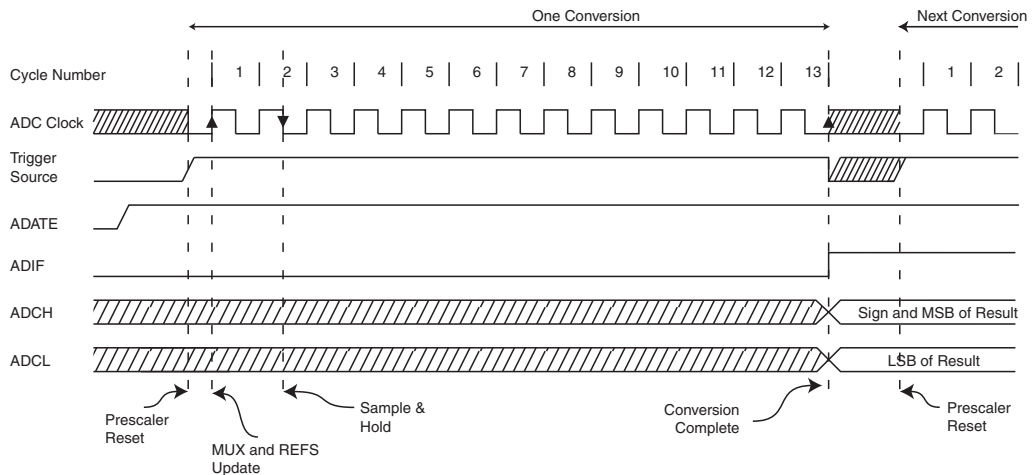 One Conversion Next Conversion
Cycle Number 1 2 3 4 5 6 7 8 9 10 11 12 13 1 2
ADC Clock
Trigger
Source
ADATE
ADIF
ADCH Sign and MSB of Result
ADCL LSB of Result
Prescaler
Reset
MUX and REFS
Update
Sample &
Hold
Conversion
Complete
Prescaler
Reset